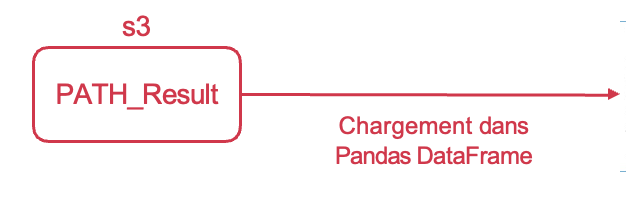 s3
PATH_Result
Chargement dans
Pandas DataFrame